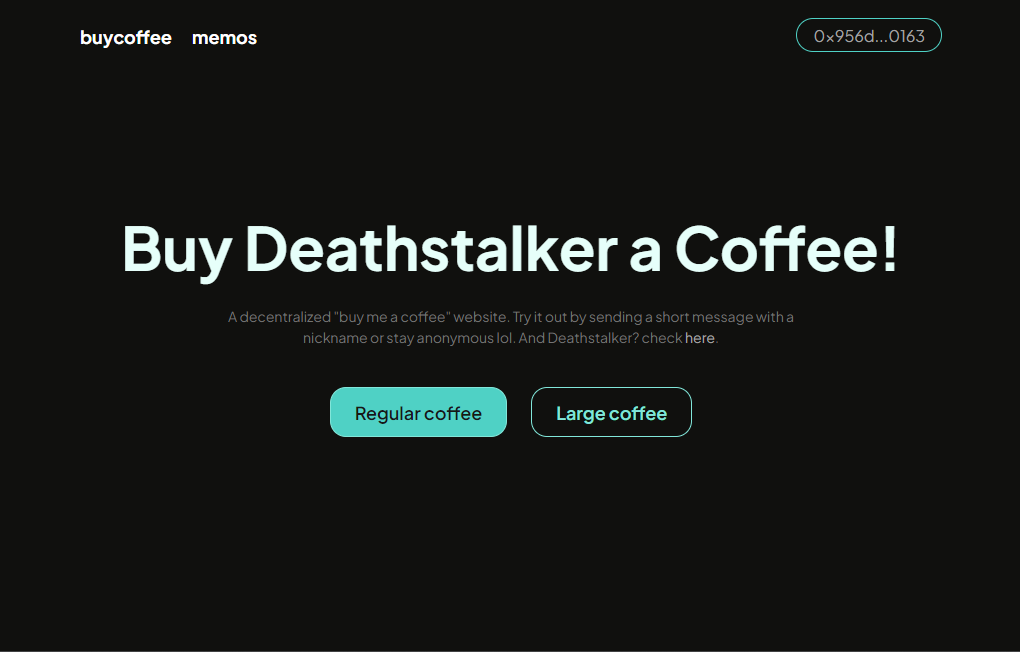 buycoffee memos 0x956d...0163
Buy Deathstalker a Coffee!
A decentralized "buy me a coffee" website. Try it out by sending a short message with a
nickname or stay anonymous lol. And Deathstalker? check here.
Regular coffee Large coffee